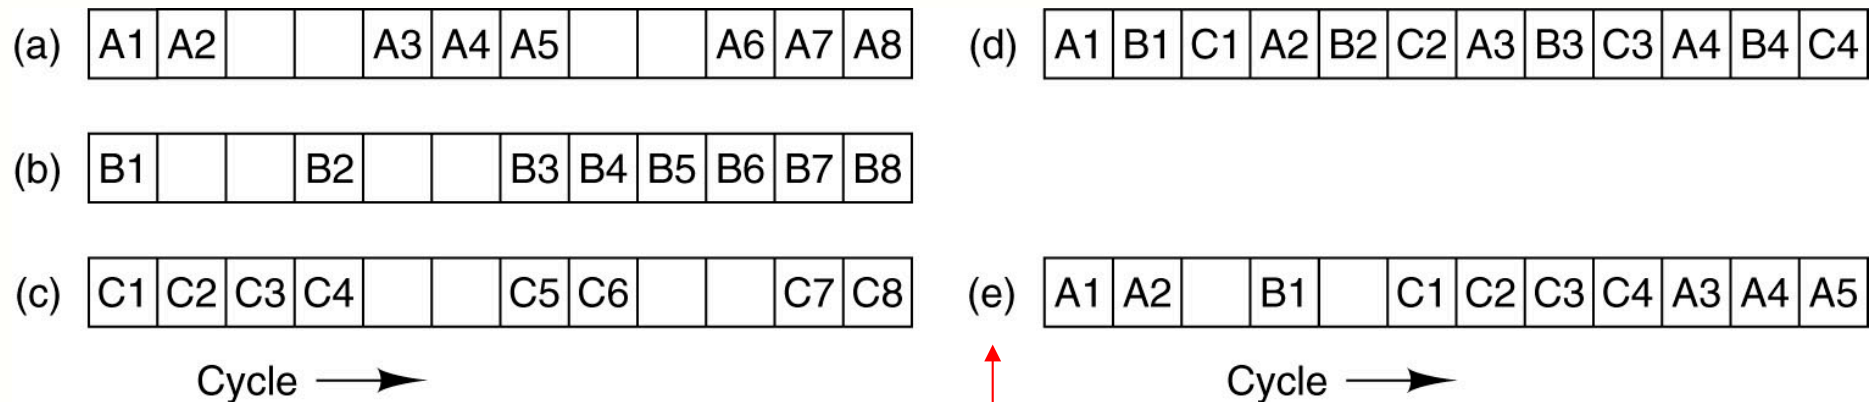 (a) A1 A2 A3 A4 A5 A6 A7 A8
(d) A1 B1 C1 A2 B2 C2 A3 B3 C3 A4 B4 C4
(b) B1 B2 B3 B4 B5 B6 B7 B8
(c) C1 C2 C3 C4 C5 C6 C7 C8
(e) A1 A2 B1 C1 C2 C3 C4 A3 A4 A5
Cycle
Cycle